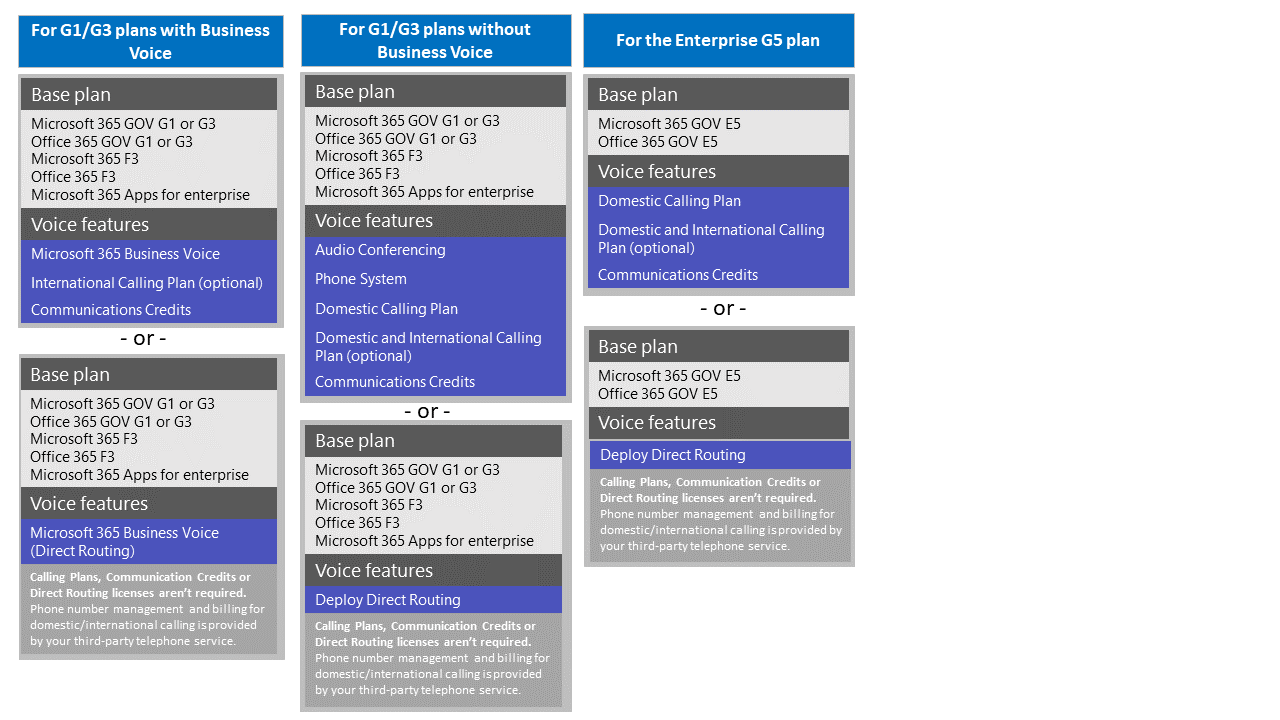 For G1/G3 plans with Business
Voice
Base plan
Microsoft 365 GOV G1 or G3
Office 365 GOV G1 or G3
Microsoft 365 F3
Office 365 F3
Microsoft 365 Apps for enterprise
Voice features
Microsoft 365 Business Voice
International Calling Plan (optional)
Communications Credits
- or -
Base plan
Microsoft 365 GOV G1 or G3
Office 365 GOV G1 or G3
Microsoft 365 F3
Office 365 F3
Microsoft 365 Apps for enterprise
Voice features
Microsoft 365 Business Voice
(Direct Routing)
Calling Plans, Communication Credits or
Direct Routing licenses aren't required.
Phone number management and billing for
domestic/international calling is provided
by your third-party telephone service.
For G1/G3 plans without
Business Voice
Base plan
Microsoft 365 GOV G1 or G3
Office 365 GOV G1 or G3
Microsoft 365 F3
Office 365 F3
Microsoft 365 Apps for enterprise
Voice features
Audio Conferencing
Phone System
Domestic Calling Plan
Domestic and International Calling
Plan (optional)
Communications Credits
- or -
Base plan
Microsoft 365 GOV G1 or G3
Office 365 GOV G1 or G3
Microsoft 365 F3
Office 365 F3
Microsoft 365 Apps for enterprise
Voice features
Deploy Direct Routing
Calling Plans, Communication Credits or
Direct Routing licenses aren't required.
Phone number management and billing for
domestic/international calling is provided
by your third-party telephone service.
For the Enterprise G5 plan
Base plan
Microsoft 365 GOV E5
Office 365 GOV E5
Voice features
Domestic Calling Plan
Domestic and International Calling
Plan (optional)
Communications Credits
- or -
Base plan
Microsoft 365 GOV E5
Office 365 GOV E5
Voice features
Deploy Direct Routing
Calling Plans, Communication Credits or
Direct Routing licenses aren't required.
Phone number management and billing for
domestic/international calling is provided by
your third-party telephone service.